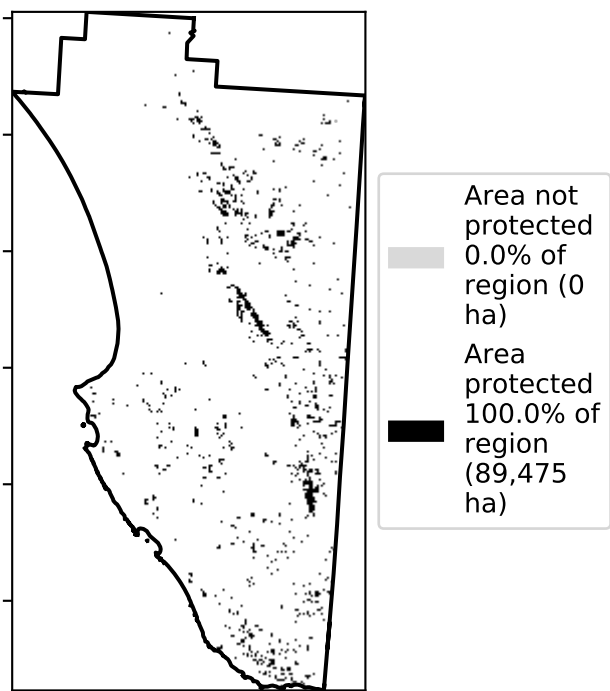 Area not
protected
0.0% of
region (0
ha)
Area
protected
100.0% of
region
(89,475
ha)